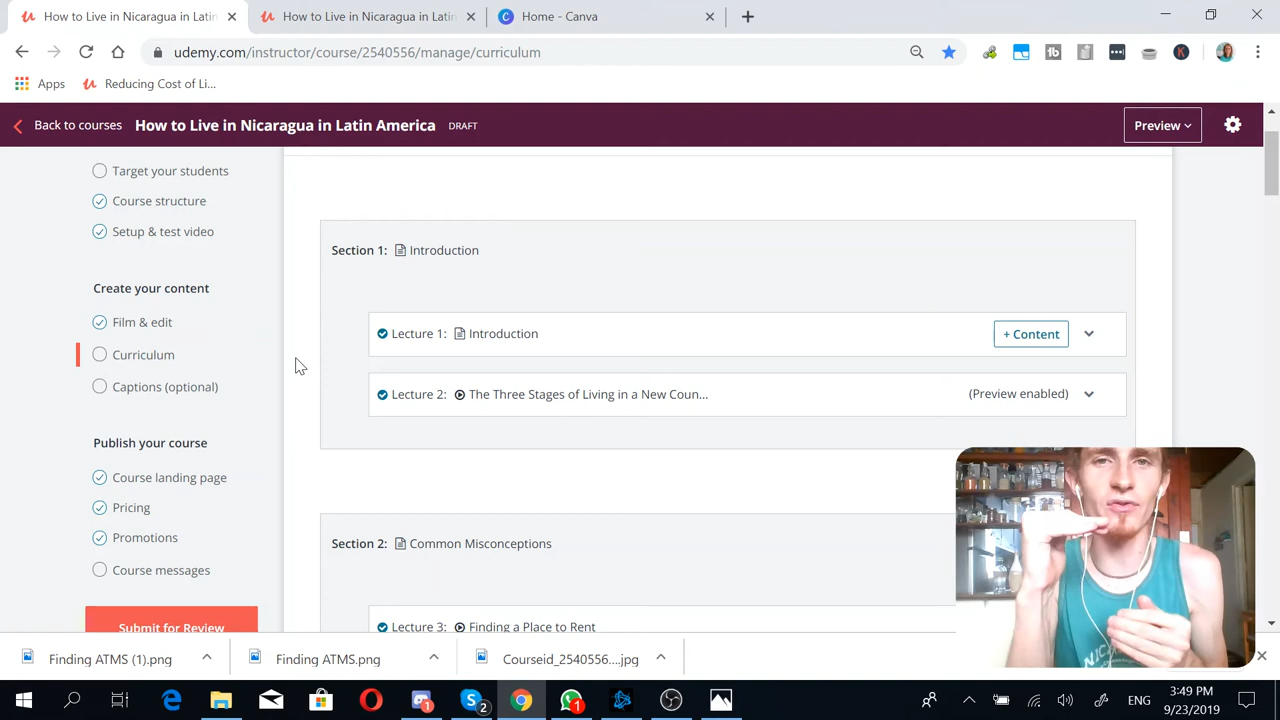 How to Live in Nicaragua in Latin
How to Live in Nicaragua in Latin
Home - Canva
udemy.com/instructor/course/2540556/manage/curriculum
Apps
Reducing Cost of Li...
Back to courses
How to Live in Nicaragua in Latin America
DRAFT
Preview
Target your students
Course structure
Setup & test video
Create your content
Film & edit
Curriculum
Captions (optional)
Publish your course
Course landing page
Pricing
Promotions
Course messages
Submit for Review
Section 1: Introduction
Lecture 1: Introduction
+ Content
Lecture 2: The Three Stages of Living in a New Coun...
(Preview enabled)
Section 2: Common Misconceptions
Lecture 3: Finding a Place to Rent
Finding ATMS (1).png
Finding ATMS.png
Courseid_2540556....jpg
ENG
3:49 PM
9/23/2019